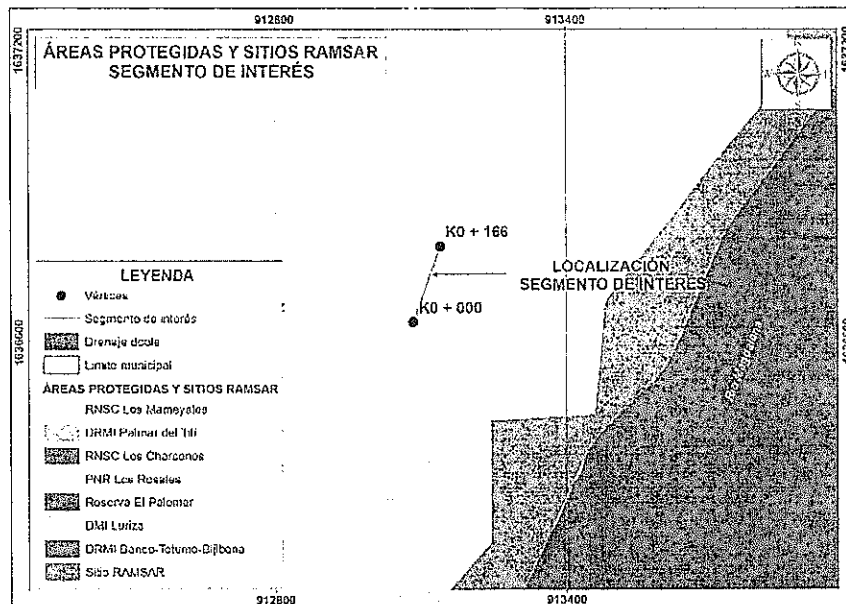 912800
913400
1637200
1637200
ÁREAS PROTEGIDAS Y SITIOS RAMSAR
SEGMENTO DE INTERÉS
K0 + 166
LOCALIZACIÓN
SEGMENTO DE INTERÉS
K0 + 000
1636600
1636600
LEYENDA
Vértices
Segmento de interés
Drenaje doble
Limite municipal
ÁREAS PROTEGIDAS Y SITIOS RAMSAR
RNSC Los Mameyales
DRMI Palmar del Tití
RNSC Los Charcones
PNR Los Rosales
Reserva El Palomar
DMI Luriza
DRMI Banco-Totumo-Bijibana
Sitio RAMSAR
912800
913400